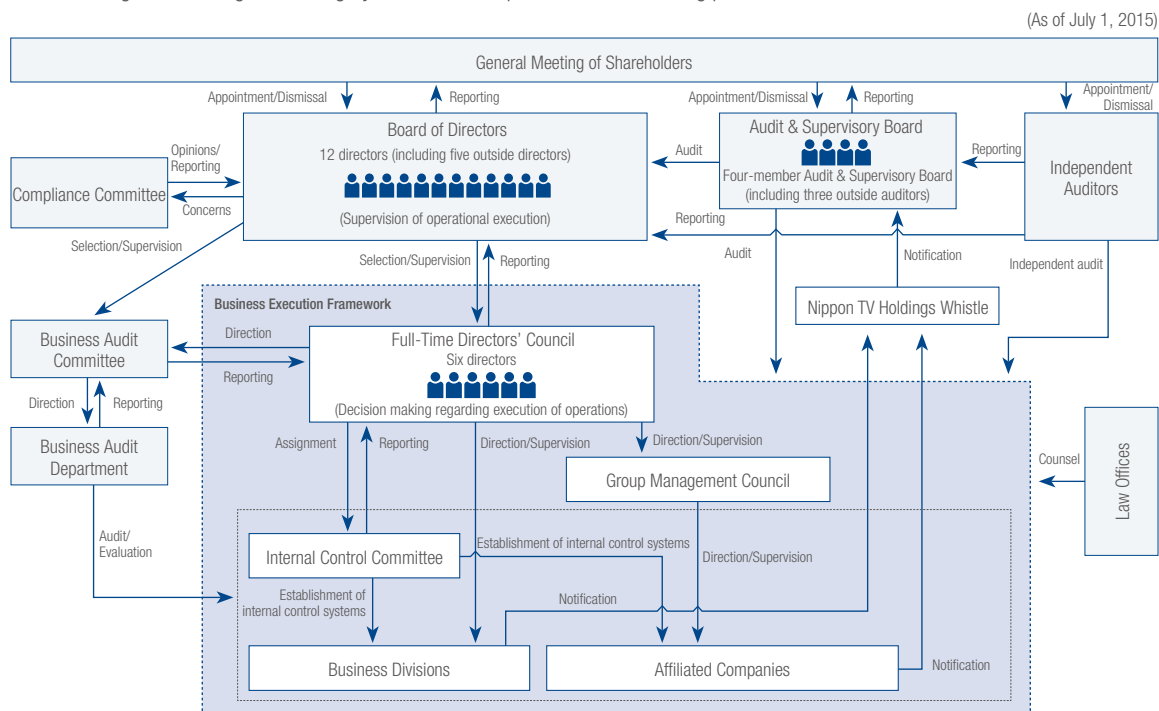 (As of July 1, 2015)
General Meeting of Shareholders
Appointment/Dismissal
Reporting
Appointment/Dismissal
Reporting
Appointment/
Dismissal
Board of Directors
12 directors (including five outside directors)
(Supervision of operational execution)
Audit & Supervisory Board
Four-member Audit & Supervisory Board
(including three outside auditors)
Independent
Auditors
Audit
Reporting
Reporting
Opinions/
Reporting
Compliance Committee
Concerns
Selection/Supervision
Selection/Supervision
Reporting
Audit
Notification
Independent audit
Business Execution Framework
Nippon TV Holdings Whistle
Business Audit
Committee
Direction
Reporting
Full-Time Directors' Council
Six directors
(Decision making regarding execution of operations)
Direction
Reporting
Business Audit
Department
Assignment
Reporting
Direction/Supervision
Direction/Supervision
Group Management Council
Counsel
Law Offices
Audit/
Evaluation
Internal Control Committee
Establishment of internal control systems
Direction/Supervision
Establishment of
internal control systems
Notification
Business Divisions
Affiliated Companies
Notification